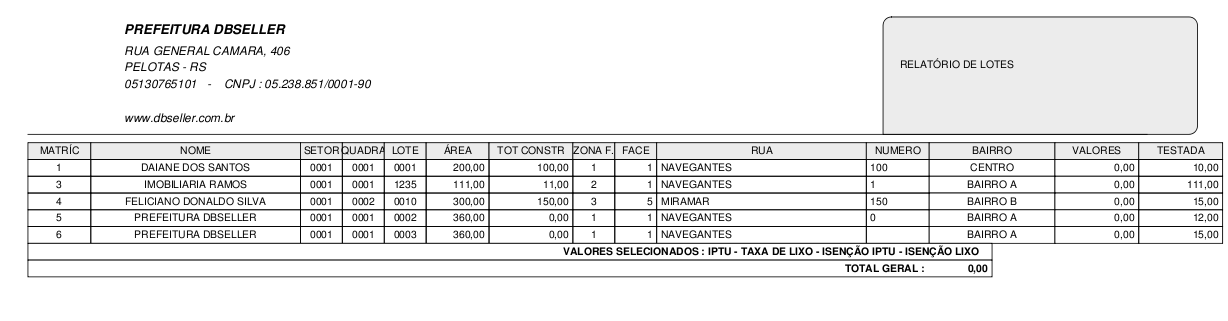 PREFEITURA DBSELLER
RUA GENERAL CAMARA, 406
PELOTAS - RS
05130765101 - CNPJ : 05.238.851/0001-90
www.dbseller.com.br
RELATÓRIO DE LOTES
MATRÍC NOME SETOR QUADRA LOTE ÁREA TOT CONSTR ZONA F. FACE RUA NUMERO BAIRRO VALORES TESTADA
1 DAIANE DOS SANTOS 0001 0001 0001 200,00 100,00 1 1 NAVEGANTES 100 CENTRO 0,00 10,00
3 IMOBILIARIA RAMOS 0001 0001 1235 111,00 11,00 2 1 NAVEGANTES 1 BAIRRO A 0,00 111,00
4 FELICIANO DONALDO SILVA 0001 0002 0010 300,00 150,00 3 5 MIRAMAR 150 BAIRRO B 0,00 15,00
5 PREFEITURA DBSELLER 0001 0001 0002 360,00 0,00 1 1 NAVEGANTES 0 BAIRRO A 0,00 12,00
6 PREFEITURA DBSELLER 0001 0001 0003 360,00 0,00 1 1 NAVEGANTES BAIRRO A 0,00 15,00
VALORES SELECIONADOS : IPTU - TAXA DE LIXO - ISENÇÃO IPTU - ISENÇÃO LIXO
TOTAL GERAL : 0,00